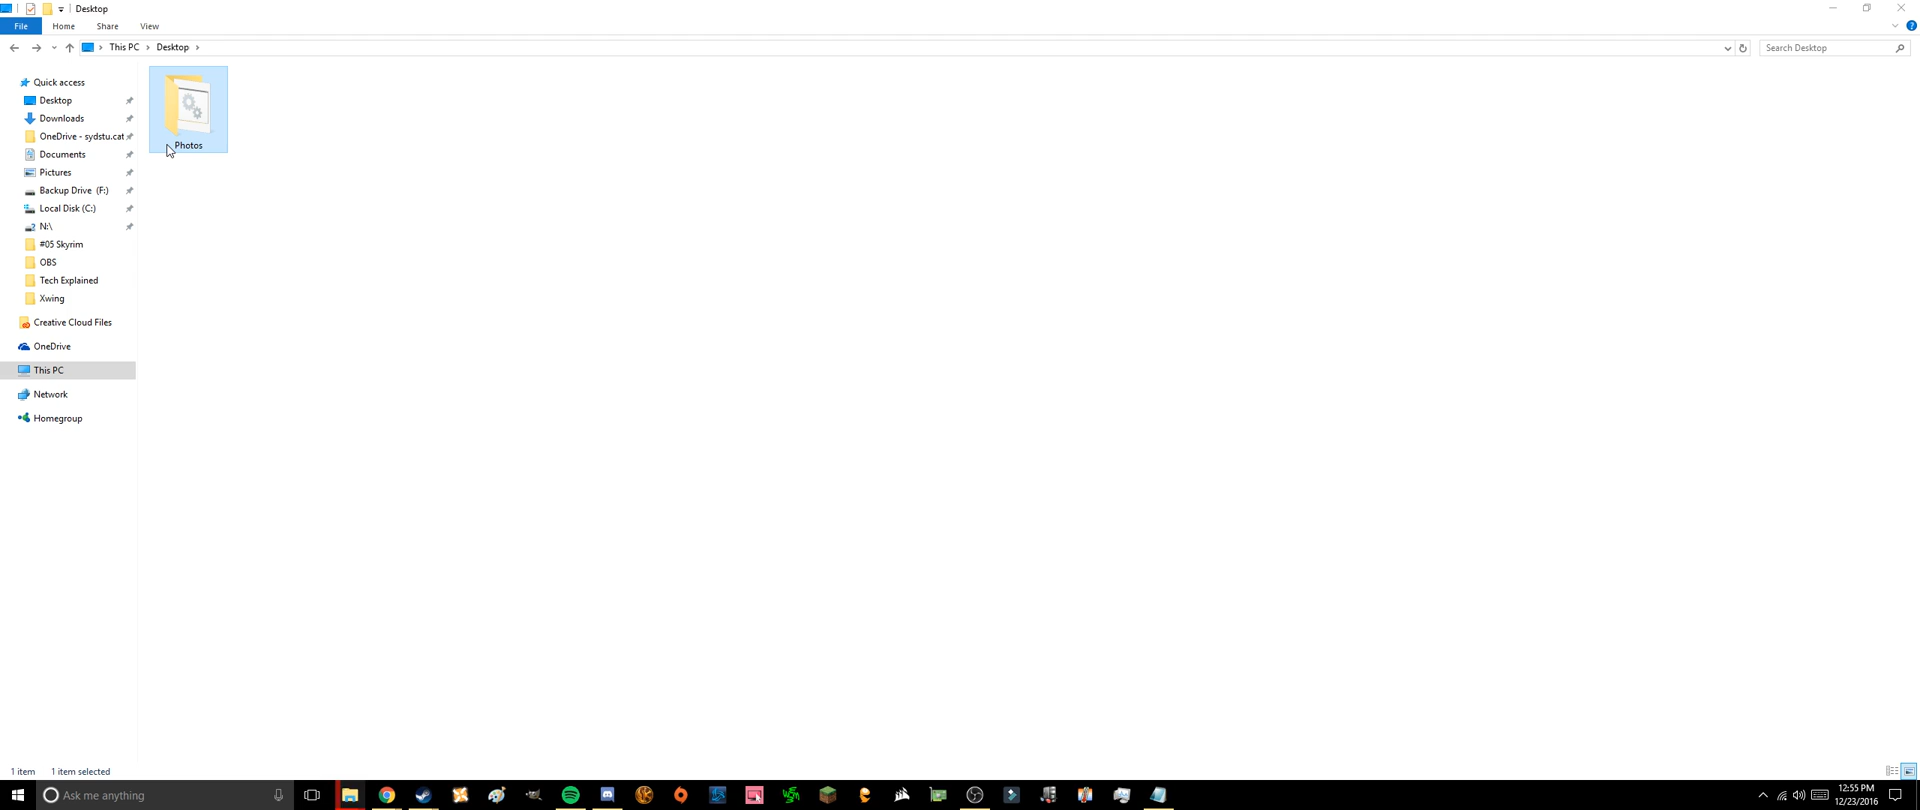 Desktop
File Home Share View
This PC Desktop
Search Desktop
Quick access
Desktop
Downloads
OneDrive - sydstu.cat
Documents
Pictures
Backup Drive (F:)
Local Disk (C:)
N:\
#05 Skyrim
OBS
Tech Explained
Xwing
Creative Cloud Files
OneDrive
This PC
Network
Homegroup
Photos
1 item 1 item selected
Ask me anything
12:55 PM
12/23/2016